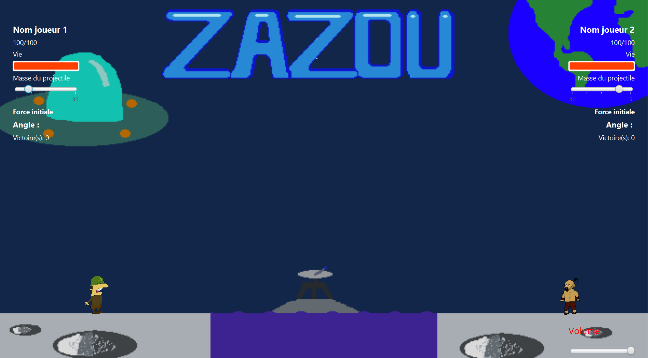 ZAZOU
Nom joueur 1
100/100
Vie
Masse du projectile
Force initiale
Angle :
Victoire(s): 0
Nom joueur 2
100/100
Vie
Masse du projectile
Force initiale
Angle :
Victoire(s): 0